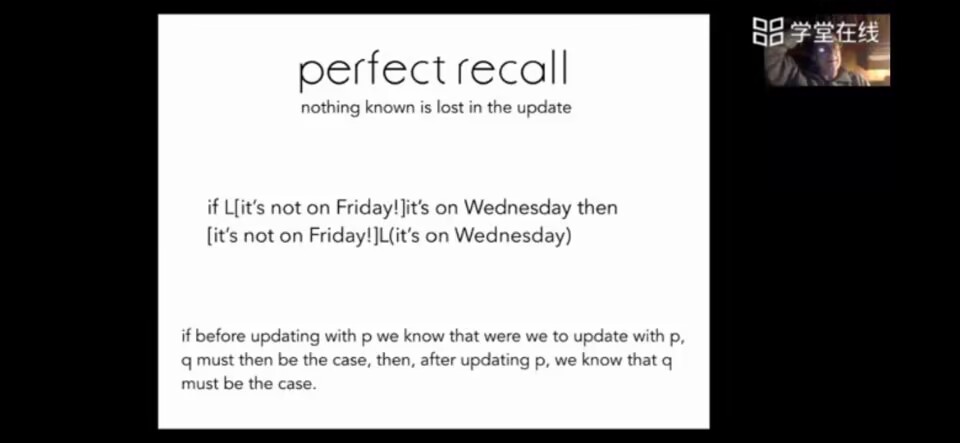 学堂在线
perfect recall
nothing known is lost in the update
if L[it's not on Friday!]it's on Wednesday then
[it's not on Friday!]L(it's on Wednesday)
if before updating with p we know that were we to update with p,
q must then be the case, then, after updating p, we know that q
must be the case.